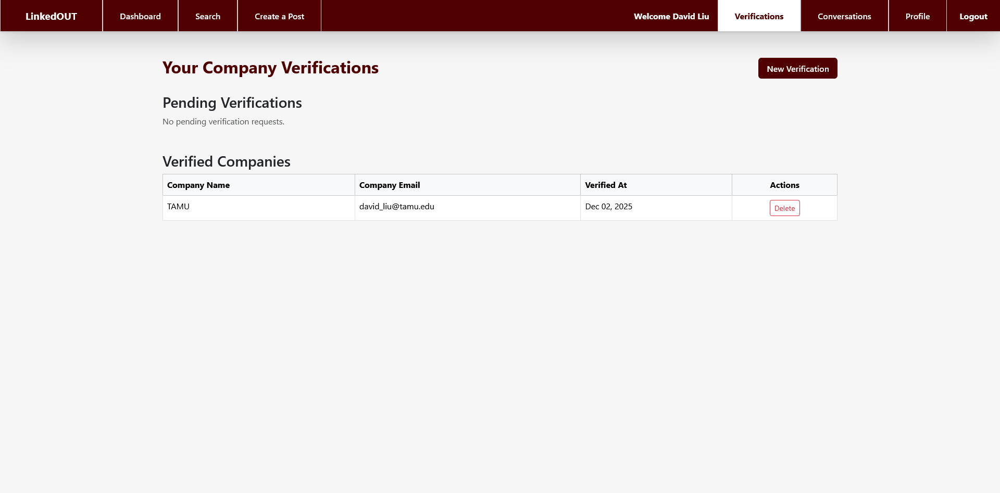 LinkedOUT Dashboard Search Create a Post Welcome David Liu Verifications Conversations Profile Logout
Your Company Verifications New Verification
Pending Verifications
No pending verification requests.
Verified Companies
Company Name Company Email Verified At Actions
TAMU david_liu@tamu.edu Dec 02, 2025 Delete